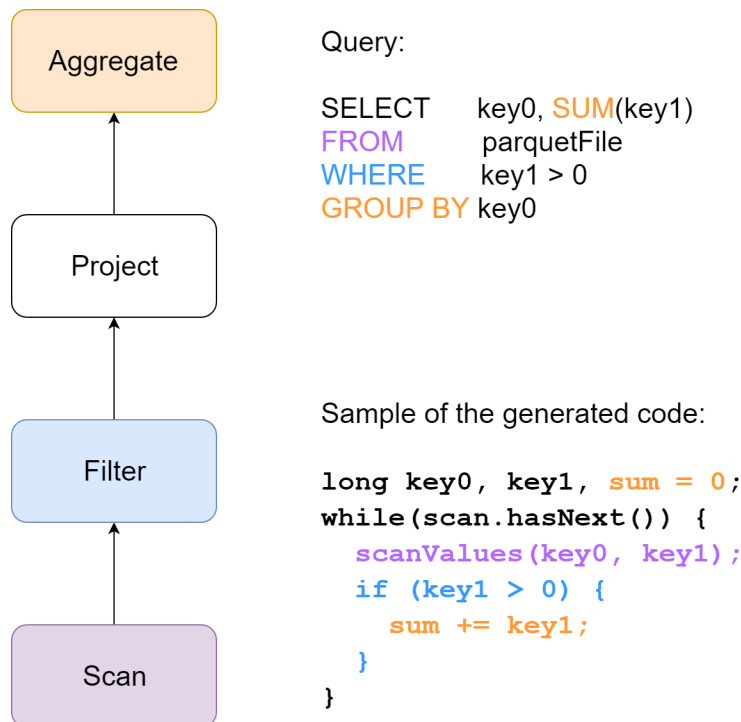 Aggregate
Project
Filter
Scan
Query:
SELECT key0, SUM(key1)
FROM parquetFile
WHERE key1 > 0
GROUP BY key0
Sample of the generated code:
long key0, key1, sum = 0;
while(scan.hasNext()) {
  scanValues(key0, key1);
  if (key1 > 0) {
    sum += key1;
  }
}